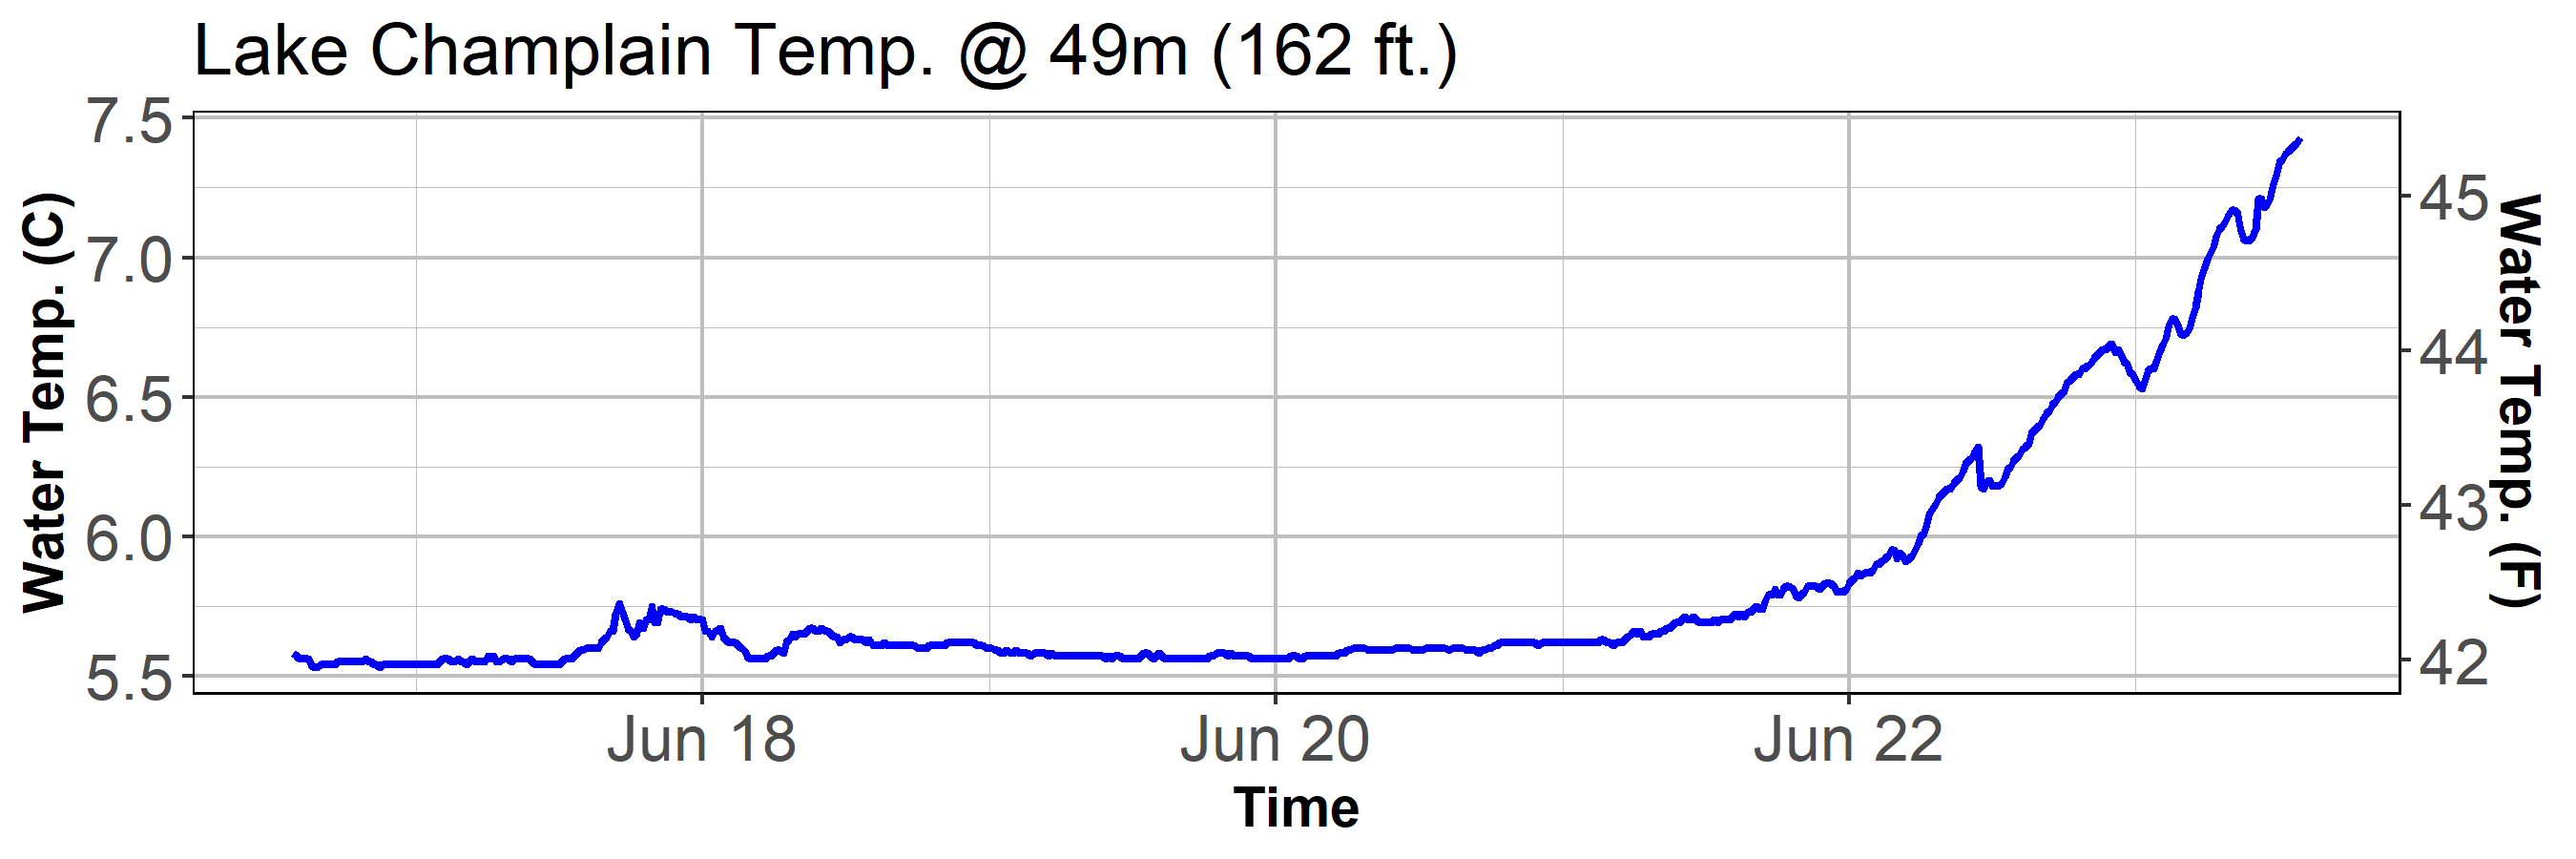 Lake Champlain Temp. @ 49m (162 ft.)
Water Temp. (C)
7.5
7.0
6.5
6.0
5.5
45
44
43
42
Water Temp. (F)
Jun 18 Jun 20 Jun 22
Time